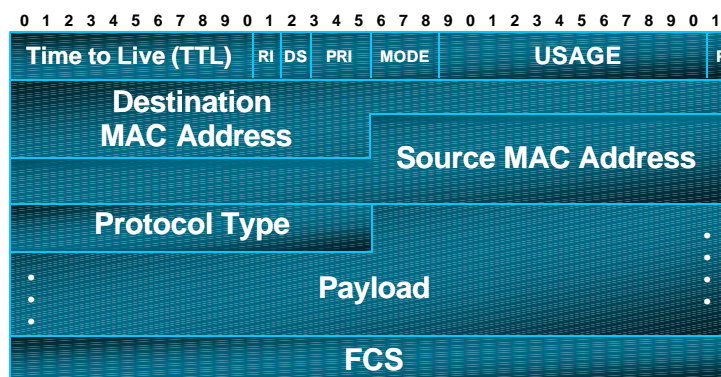 0 1 2 3 4 5 6 7 8 9 0 1 2 3 4 5 6 7 8 9 0 1 2 3 4 5 6 7 8 9 0 1
Time to Live (TTL) RI DS PRI MODE USAGE
Destination
MAC Address
Source MAC Address
Protocol Type
Payload
FCS